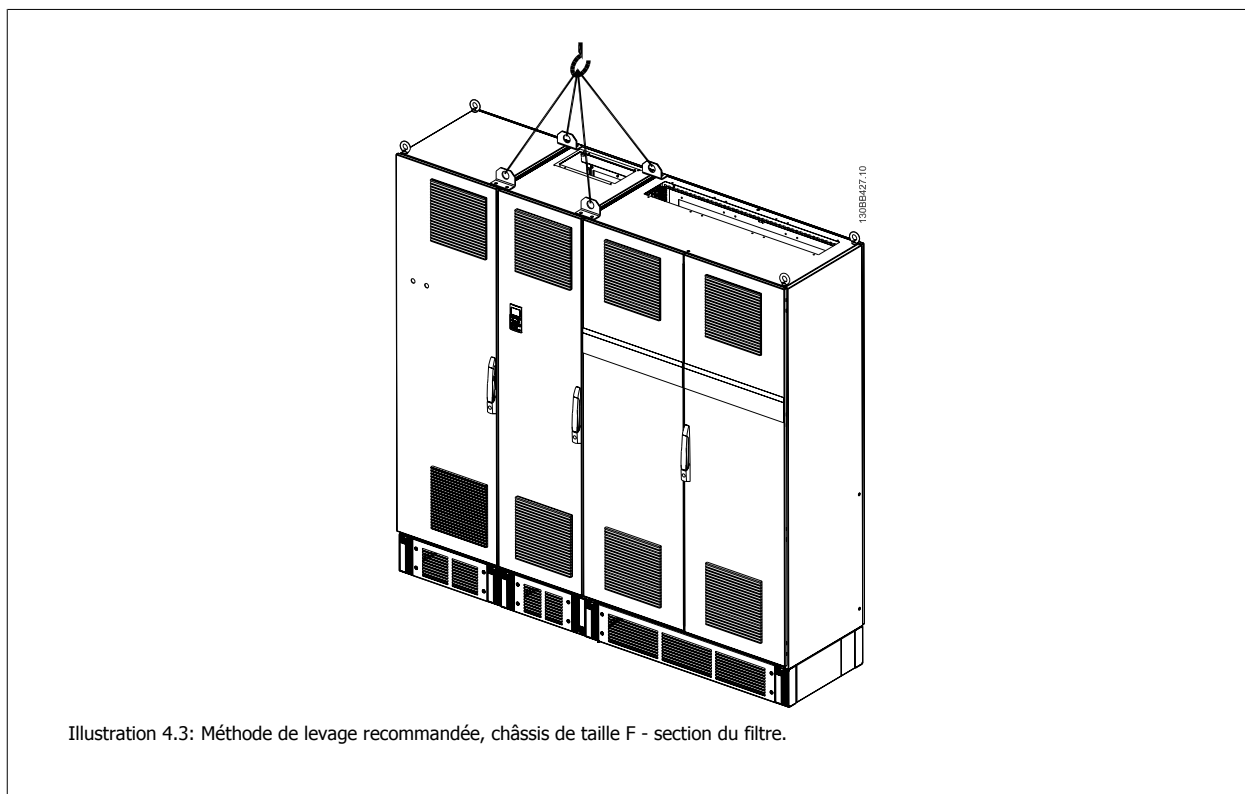 130BB427.10
Illustration 4.3: Méthode de levage recommandée, châssis de taille F - section du filtre.